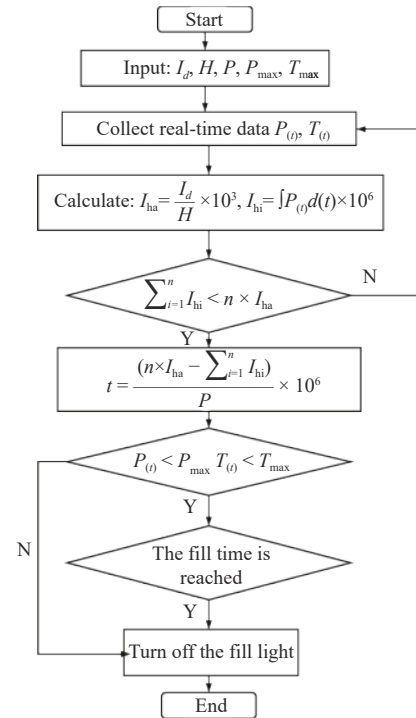 Start
Input: I_d, H, P, P_max, T_max
Collect real-time data P_(t), T_(t)
Calculate: I_ha = I_d/H ×10^3, I_hi = ∫P_(t)d(t)×10^6
∑_{i=1}^{n} I_hi < n × I_ha
N
Y
t = (n×I_ha − ∑_{i=1}^{n} I_hi)/P × 10^6
P_(t) < P_max T_(t) < T_max
Y
N
The fill time is
reached
Y
Turn off the fill light
End